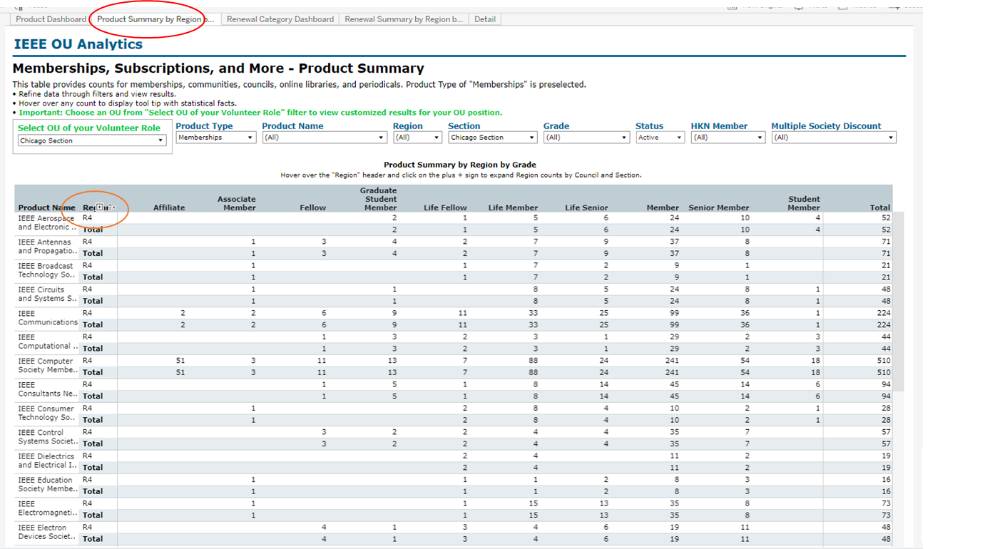 Product Dashboard Product Summary by Region b... Renewal Category Dashboard Renewal Summary by Region b... Detail
IEEE OU Analytics
Memberships, Subscriptions, and More - Product Summary
This table provides counts for memberships, communities, councils, online libraries, and periodicals. Product Type of "Memberships" is preselected.
• Refine data through filters and view results.
• Hover over any count to display tool tip with statistical facts.
• Important: Choose an OU from "Select OU of your Volunteer Role" filter to view customized results for your OU position.
Select OU of your Volunteer Role Product Type Product Name Region Section Grade Status HKN Member Multiple Society Discount
Chicago Section Memberships (All) (All) Chicago Section (All) Active (All) (All)
Product Summary by Region by Grade
Hover over the "Region" header and click on the plus + sign to expand Region counts by Council and Section.
Product Name Region Affiliate Associate Member Fellow Graduate Student Member Life Fellow Life Member Life Senior Member Senior Member Student Member Total
IEEE Aerospace and Electronic .. R4 2 1 5 6 24 10 4 52
Total 2 1 5 6 24 10 4 52
IEEE Antennas and Propagatio.. R4 1 3 4 2 7 9 37 8 71
Total 1 3 4 2 7 9 37 8 71
IEEE Broadcast Technology So.. R4 1 1 7 2 9 1 21
Total 1 1 7 2 9 1 21
IEEE Circuits and Systems S.. R4 1 1 8 5 24 8 1 48
Total 1 1 8 5 24 8 1 48
IEEE Communications R4 2 2 6 9 11 33 25 99 36 1 224
Total 2 2 6 9 11 33 25 99 36 1 224
IEEE Computational .. R4 1 3 2 3 1 29 2 3 44
Total 1 3 2 3 1 29 2 3 44
IEEE Computer Society Membe.. R4 51 3 11 13 7 88 24 241 54 18 510
Total 51 3 11 13 7 88 24 241 54 18 510
IEEE Consultants Ne.. R4 1 5 1 8 14 45 14 6 94
Total 1 5 1 8 14 45 14 6 94
IEEE Consumer Technology So.. R4 1 2 8 4 10 2 1 28
Total 1 2 8 4 10 2 1 28
IEEE Control Systems Societ.. R4 3 2 2 4 4 35 7 57
Total 3 2 2 4 4 35 7 57
IEEE Dielectrics and Electrical I.. R4 2 4 11 2 19
Total 2 4 11 2 19
IEEE Education Society Membe.. R4 1 1 1 2 8 3 16
Total 1 1 1 2 8 3 16
IEEE Electromagneti.. R4 1 1 15 13 35 8 73
Total 1 1 15 13 35 8 73
IEEE Electron Devices Societ.. R4 4 1 3 4 6 19 11 48
Total 4 1 3 4 6 19 11 48